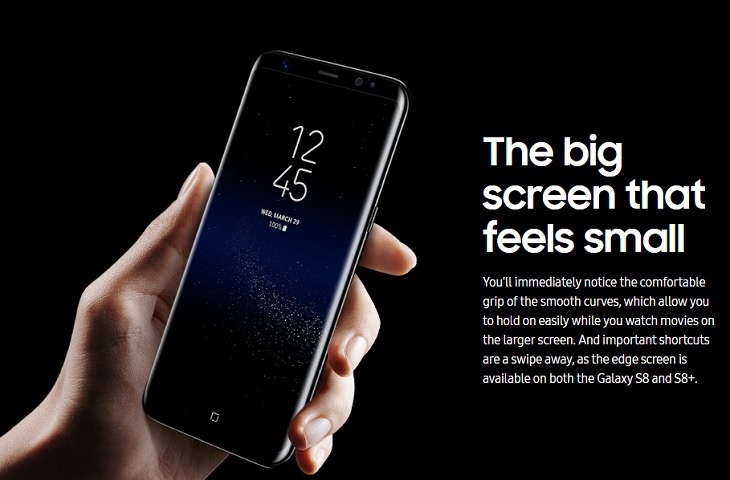 12
45
WED, MARCH 29
100%
The big
screen that
feels small
You'll immediately notice the comfortable
grip of the smooth curves, which allow you
to hold on easily while you watch movies on
the larger screen. And important shortcuts
are a swipe away, as the edge screen is
available on both the Galaxy S8 and S8+.